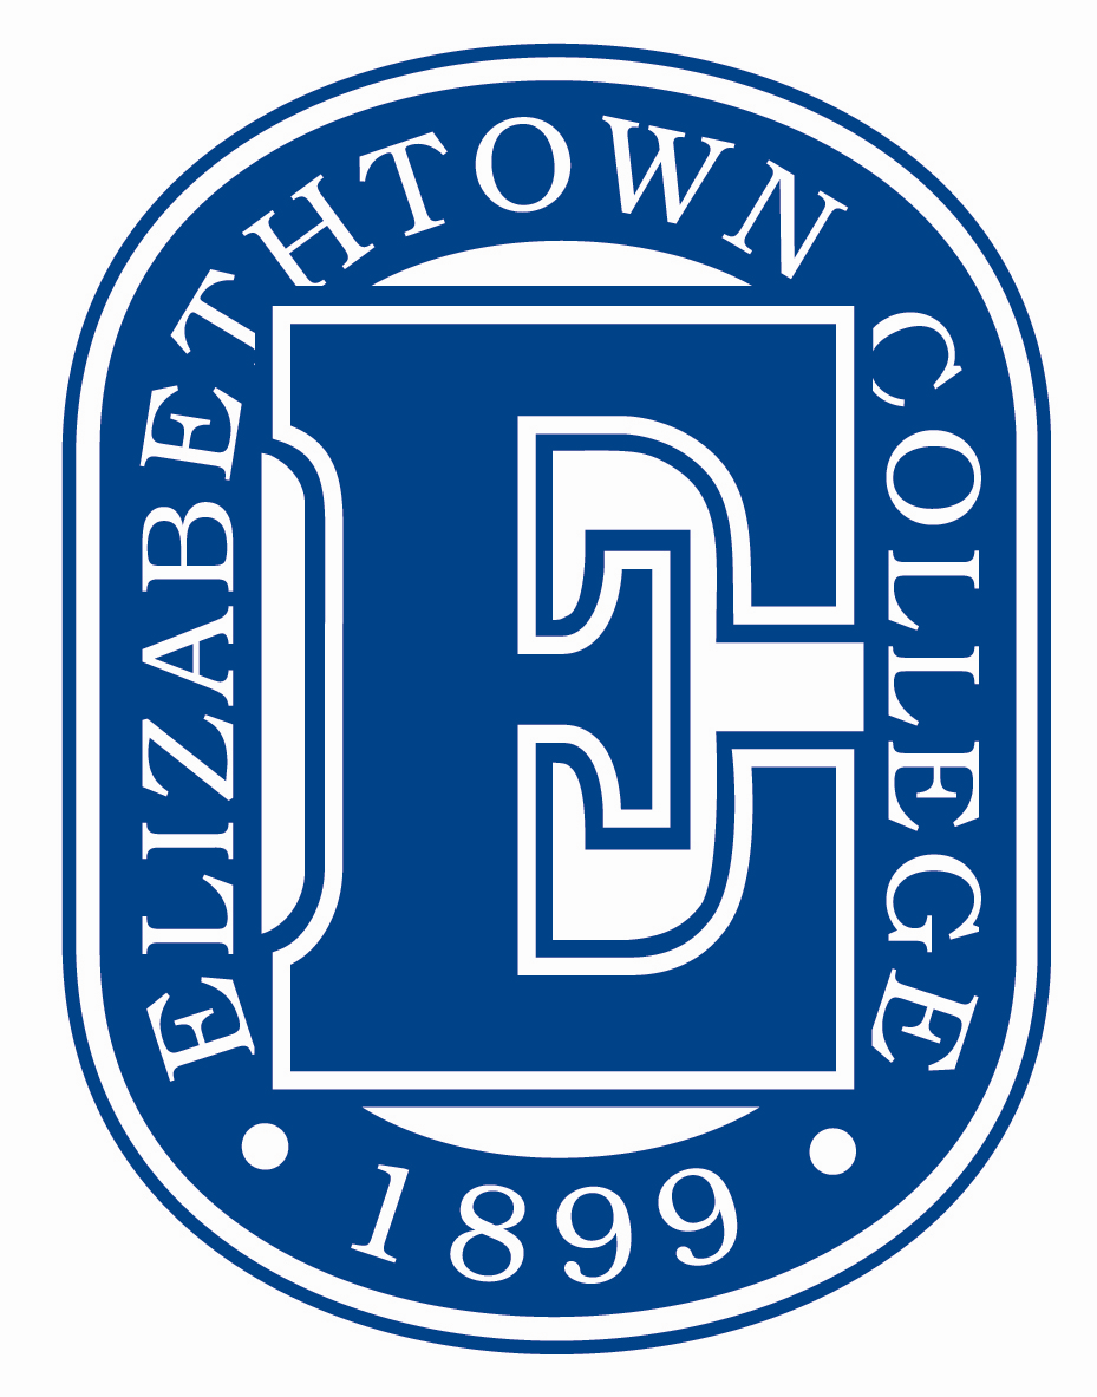 ELIZABETHTOWN COLLEGE
E
• 1899 •